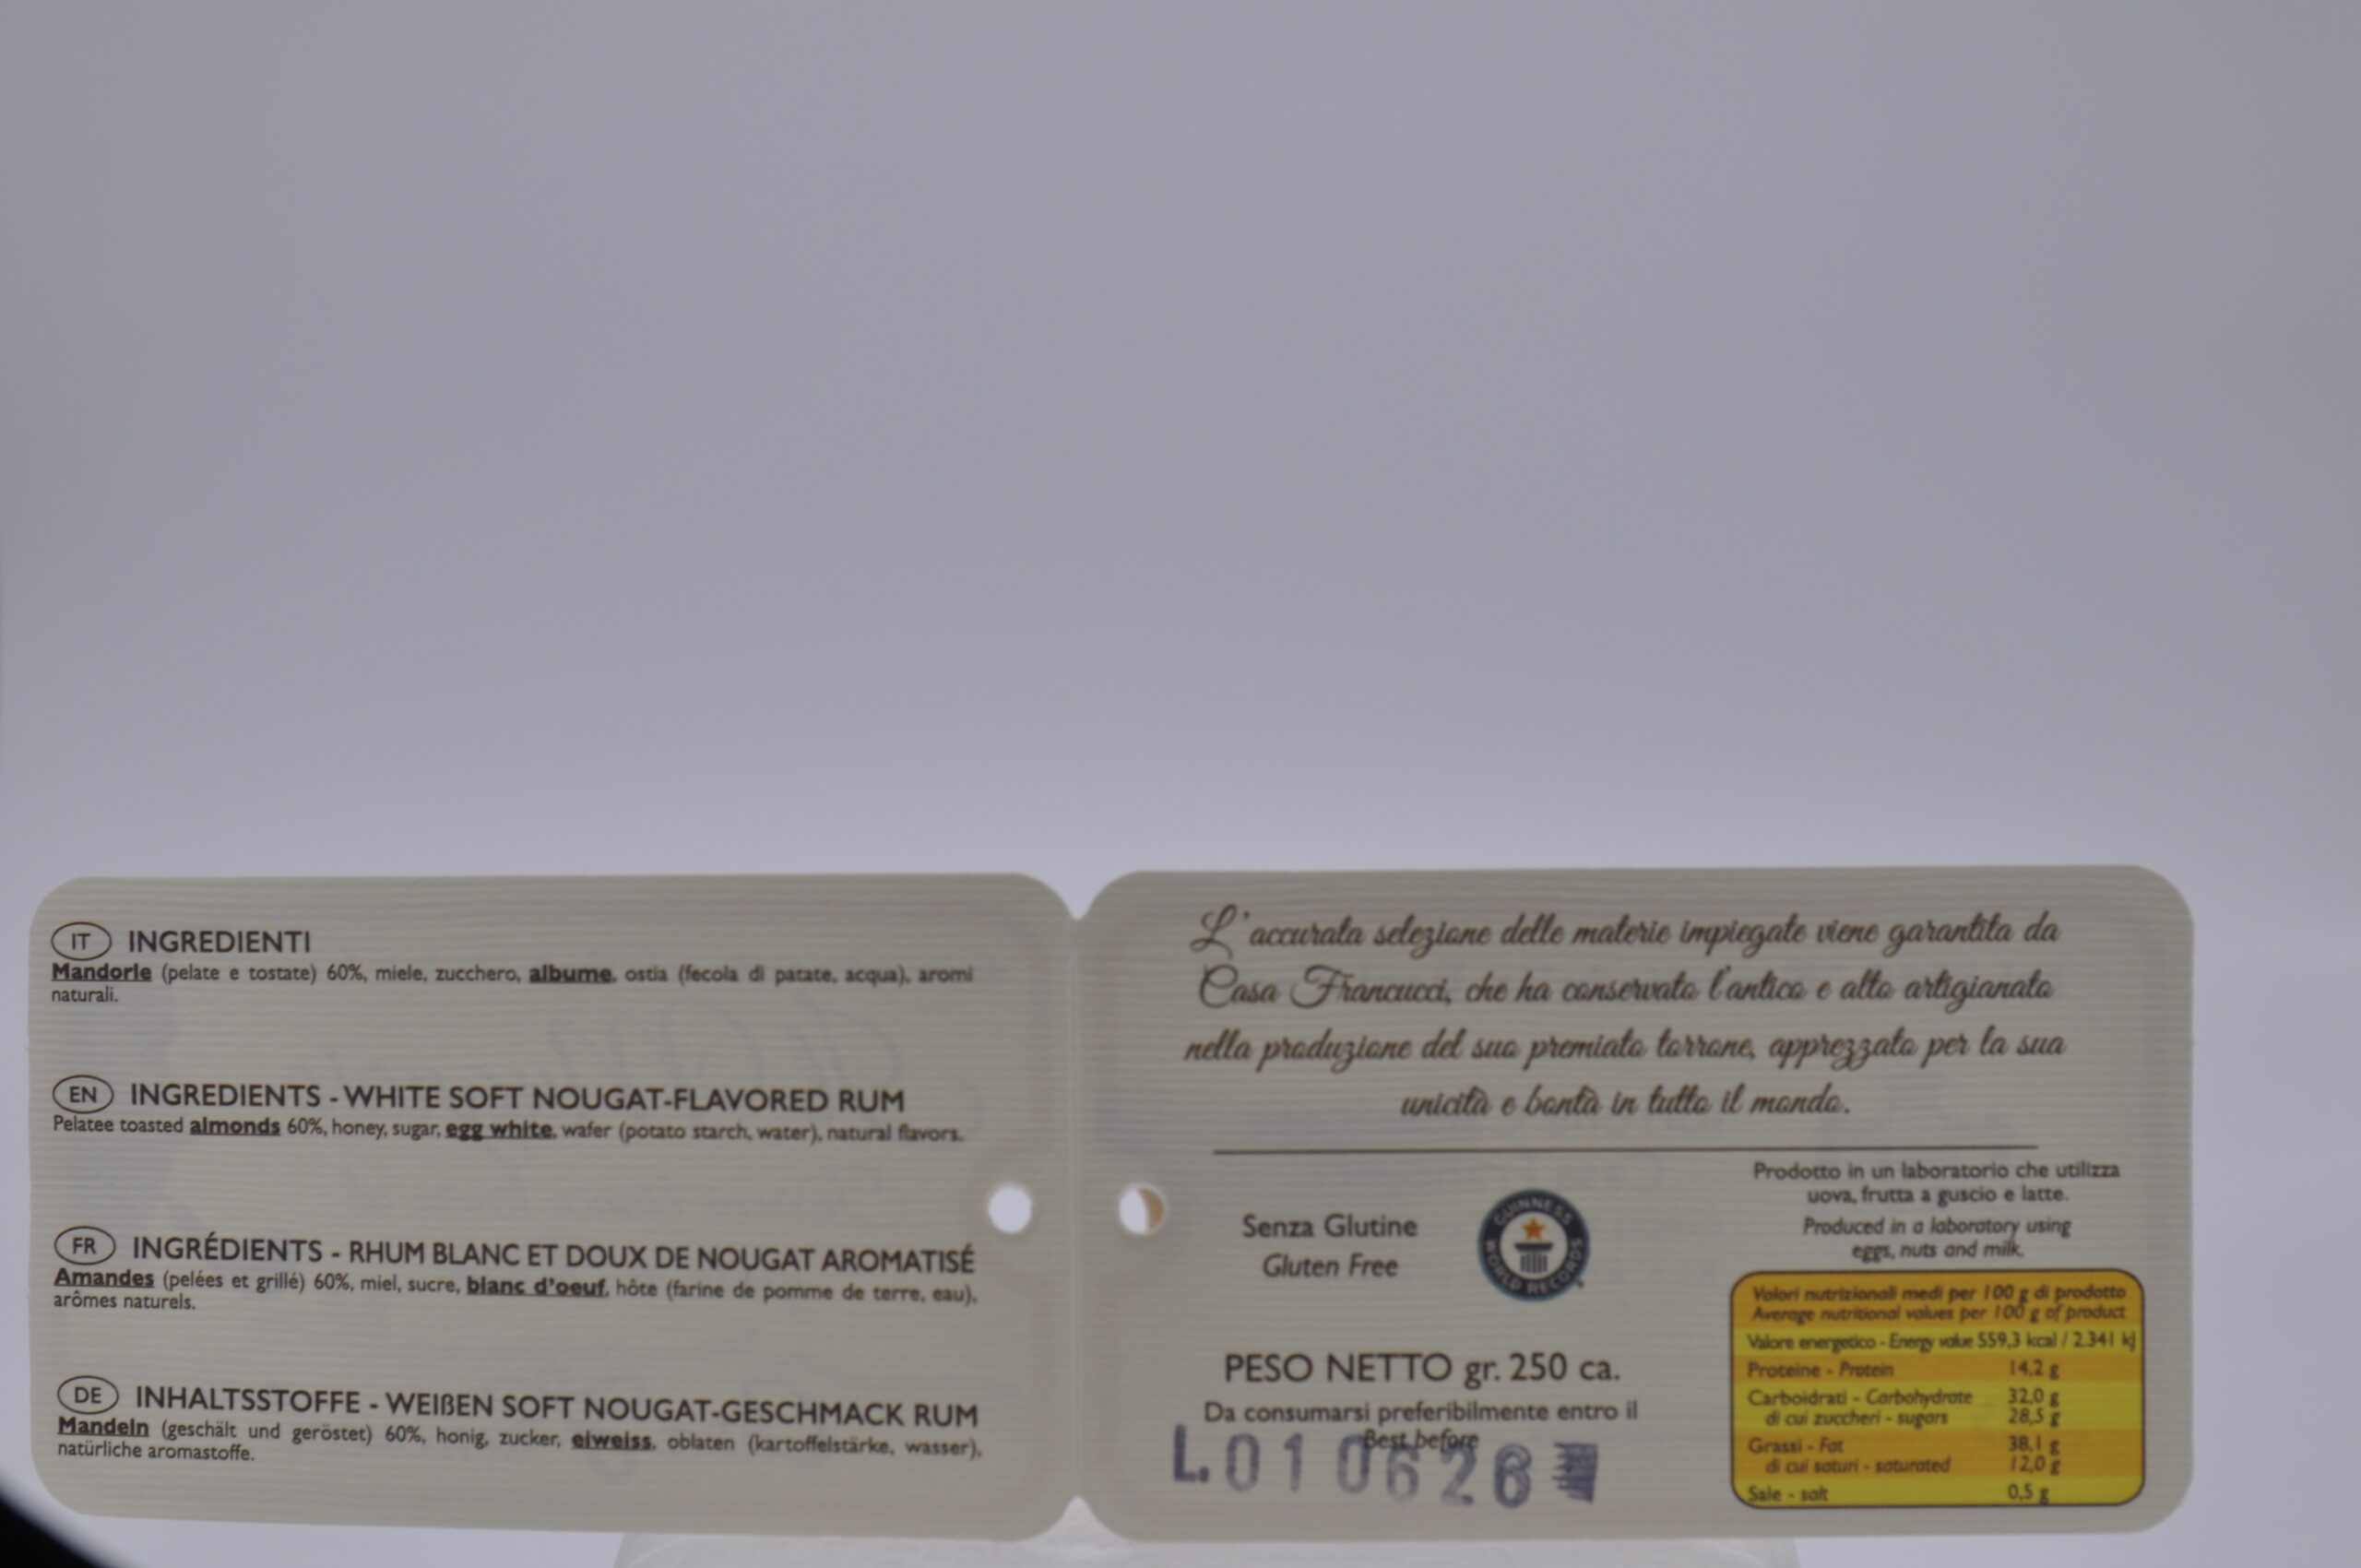 IT INGREDIENTI
Mandorle (pelate e tostate) 60%, miele, zucchero, albume, ostia (fecola di patate, acqua), aromi
naturali.
EN INGREDIENTS - WHITE SOFT NOUGAT-FLAVORED RUM
Pelatee toasted almonds 60%, honey, sugar, egg white, wafer (potato starch, water), natural flavors.
FR INGRÉDIENTS - RHUM BLANC ET DOUX DE NOUGAT AROMATISÉ
Amandes (pelées et grillé) 60%, miel, sucre, blanc d'oeuf, hôte (farine de pomme de terre, eau),
arômes naturels.
DE INHALTSSTOFFE - WEIßEN SOFT NOUGAT-GESCHMACK RUM
Mandeln (geschält und geröstet) 60%, honig, zucker, eiweiss, oblaten (kartoffelstärke, wasser),
natürliche aromastoffe.
L'accurata selezione delle materie impiegate viene garantita da
Casa Francucci, che ha conservato l'antico e alto artigianato
nella produzione del suo premiato torrone, apprezzato per la sua
unicità e bontà in tutto il mondo.
Senza Glutine
Gluten Free
GUINNESS
WORLD RECORDS
PESO NETTO gr. 250 ca.
Da consumarsi preferibilmente entro il
Best before
L.010626
Prodotto in un laboratorio che utilizza
uova, frutta a guscio e latte.
Produced in a laboratory using
eggs, nuts and milk.
Valori nutrizionali medi per 100 g di prodotto
Average nutritional values per 100 g of product
Valore energetico - Energy value 559,3 kcal / 2.341 kJ
Proteine - Protein 14,2 g
Carboidrati - Carbohydrate 32,0 g
di cui zuccheri - sugars 28,5 g
Grassi - Fat 38,1 g
di cui saturi - saturated 12,0 g
Sale - salt 0,5 g